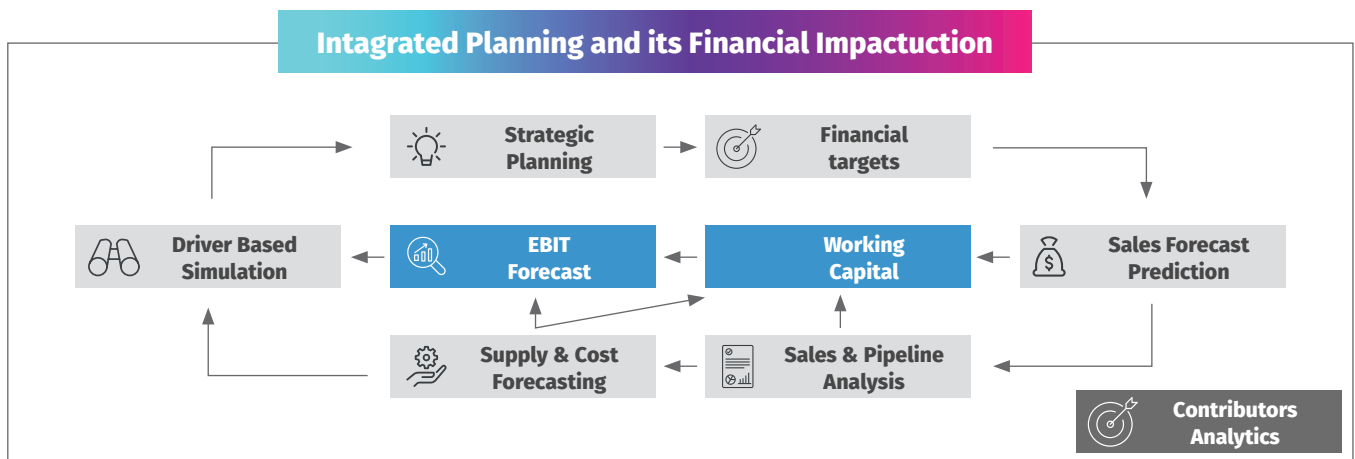 Intagrated Planning and its Financial Impactuction
Strategic
Planning
Financial
targets
Driver Based
Simulation
EBIT
Forecast
Working
Capital
Sales Forecast
Prediction
$
Supply & Cost
Forecasting
Sales & Pipeline
Analysis
Contributors
Analytics